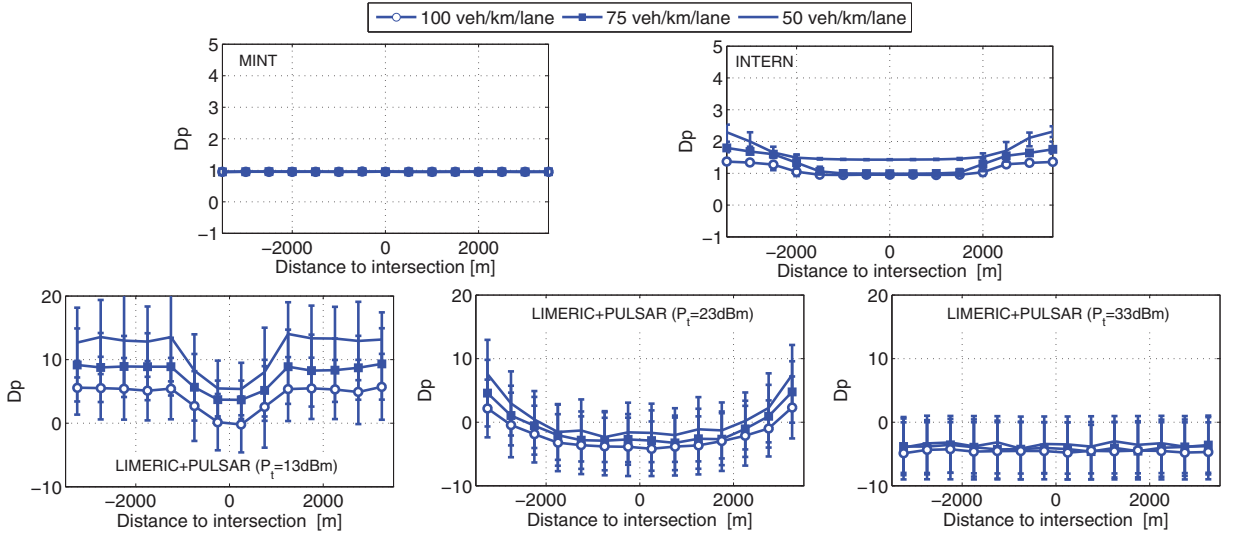 100 veh/km/lane 75 veh/km/lane 50 veh/km/lane
MINT
5
4
3
2
1
0
−1
Dp
−2000 0 2000
Distance to intersection [m]
INTERN
5
4
3
2
1
0
−1
Dp
−2000 0 2000
Distance to intersection [m]
20
10
0
−10
Dp
LIMERIC+PULSAR (Pt=13dBm)
−2000 0 2000
Distance to intersection [m]
LIMERIC+PULSAR (Pt=23dBm)
20
10
0
−10
Dp
−2000 0 2000
Distance to intersection [m]
LIMERIC+PULSAR (Pt=33dBm)
20
10
0
−10
Dp
−2000 0 2000
Distance to intersection [m]